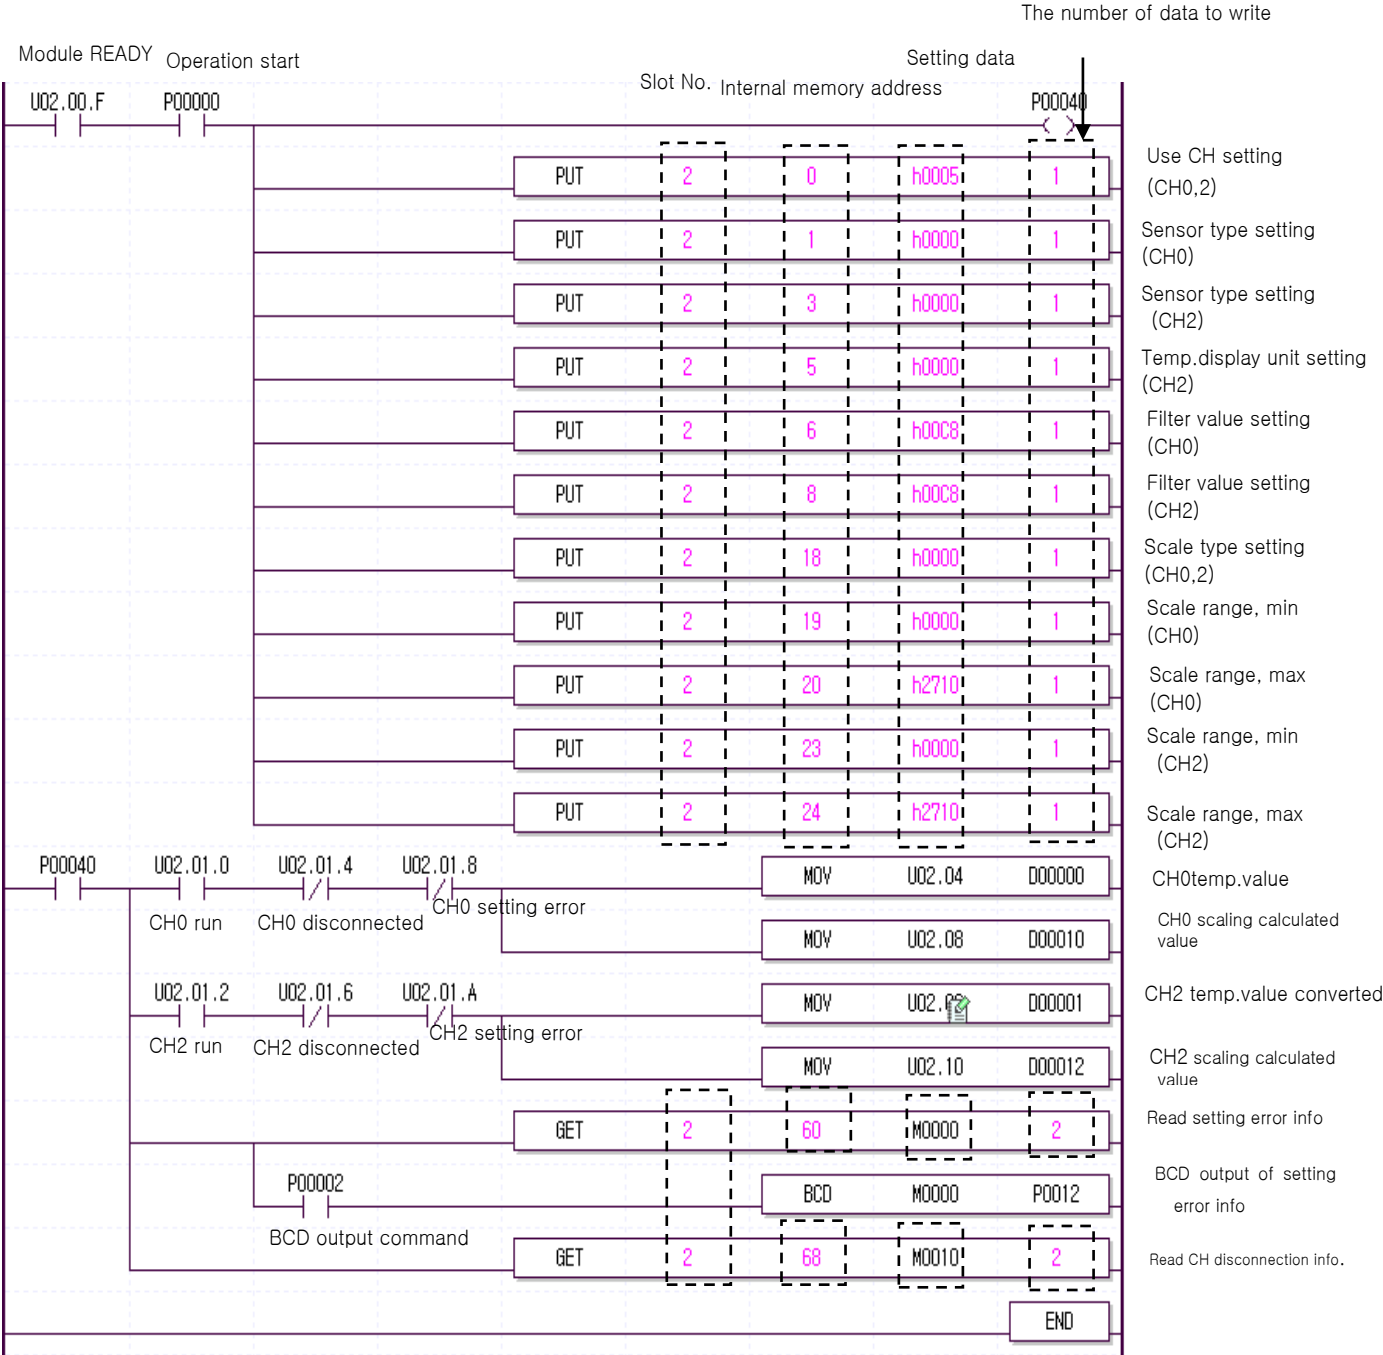 The number of data to write
Module READY
Operation start
Setting data
Slot No.
Internal memory address
U02.00.F
P00000
P00040
PUT 2 0 h0005 1
Use CH setting
(CH0,2)
PUT 2 1 h0000 1
Sensor type setting
(CH0)
PUT 2 3 h0000 1
Sensor type setting
(CH2)
PUT 2 5 h0000 1
Temp.display unit setting
(CH2)
PUT 2 6 h00C8 1
Filter value setting
(CH0)
PUT 2 8 h00C8 1
Filter value setting
(CH2)
PUT 2 18 h0000 1
Scale type setting
(CH0,2)
PUT 2 19 h0000 1
Scale range, min
(CH0)
PUT 2 20 h2710 1
Scale range, max
(CH0)
PUT 2 23 h0000 1
Scale range, min
(CH2)
PUT 2 24 h2710 1
Scale range, max
(CH2)
P00040 U02.01.0 U02.01.4 U02.01.8
MOV U02.04 D00000
CH0temp.value
CH0 run
CH0 disconnected
CH0 setting error
MOV U02.08 D00010
CH0 scaling calculated
value
U02.01.2 U02.01.6 U02.01.A
MOV D00001
CH2 temp.value converted
CH2 run
CH2 disconnected
CH2 setting error
MOV U02.10 D00012
CH2 scaling calculated
value
GET 2 60 M0000 2
Read setting error info
P00002
BCD M0000 P0012
BCD output of setting
error info
BCD output command
GET 2 68 M0010 2
Read CH disconnection info.
END